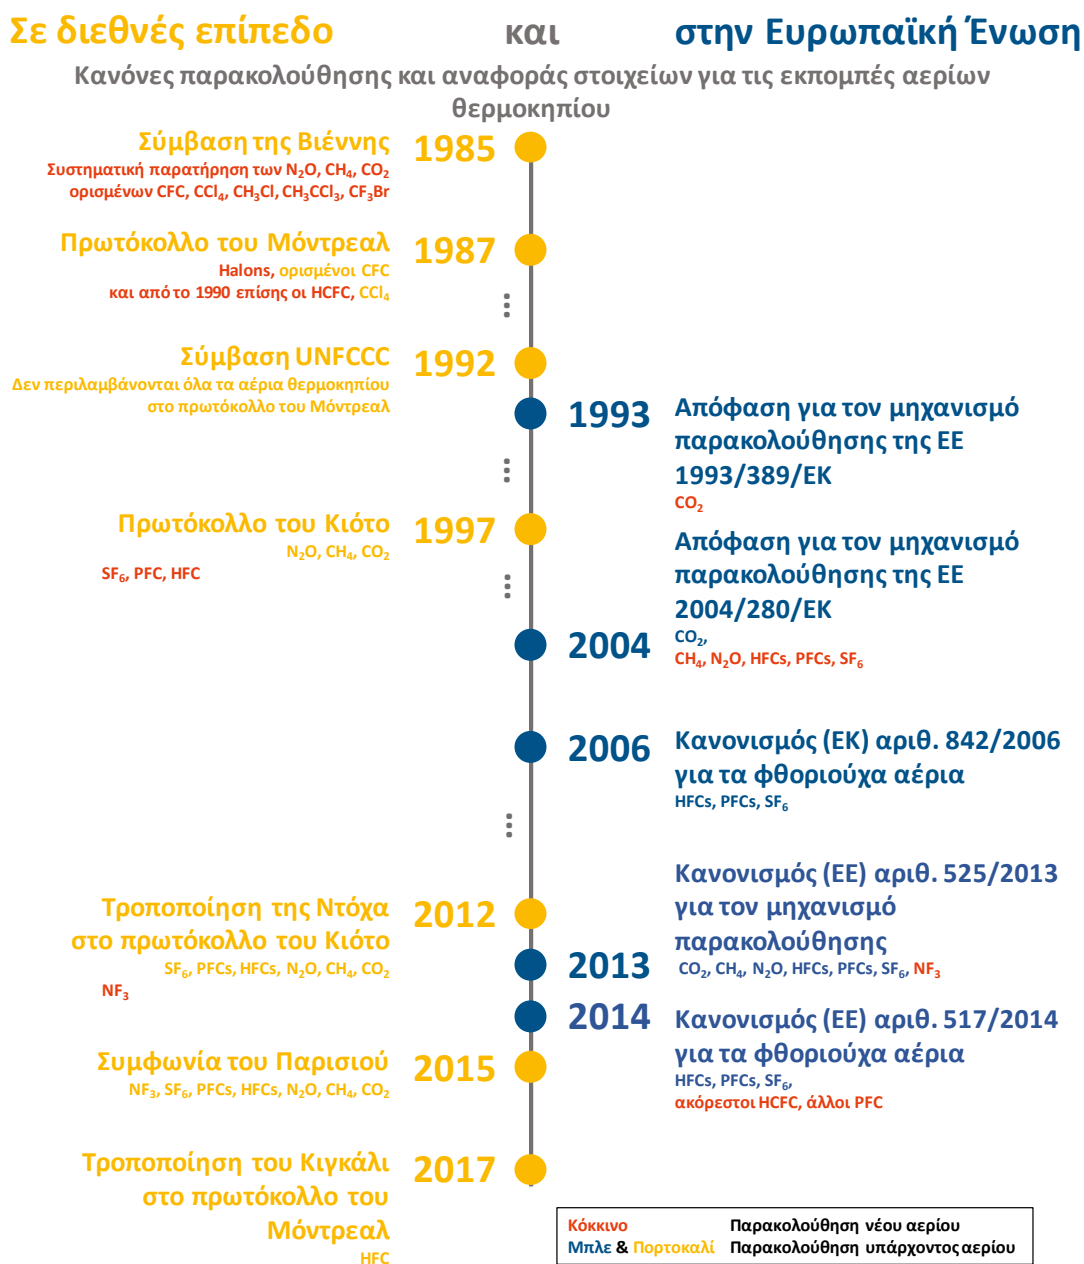 Σε διεθνές επίπεδο και στην Ευρωπαϊκή Ένωση
Κανόνες παρακολούθησης και αναφοράς στοιχείων για τις εκπομπές αερίων
θερμοκηπίου
Σύμβαση της Βιέννης 1985
Συστηματική παρατήρηση των N₂O, CH₄, CO₂
ορισμένων CFC, CCl₄, CH₃Cl, CH₃CCl₃, CF₃Br
Πρωτόκολλο του Μόντρεαλ 1987
Halons, ορισμένοι CFC
και από το 1990 επίσης οι HCFC, CCl₄
Σύμβαση UNFCCC 1992
Δεν περιλαμβάνονται όλα τα αέρια θερμοκηπίου
στο πρωτόκολλο του Μόντρεαλ
1993 Απόφαση για τον μηχανισμό
παρακολούθησης της ΕΕ
1993/389/ΕΚ
CO₂
Πρωτόκολλο του Κιότο 1997
N₂O, CH₄, CO₂
SF₆, PFC, HFC
Απόφαση για τον μηχανισμό
παρακολούθησης της ΕΕ
2004/280/ΕΚ
2004 CO₂,
CH₄, N₂O, HFCs, PFCs, SF₆
2006 Κανονισμός (ΕΚ) αριθ. 842/2006
για τα φθοριούχα αέρια
HFCs, PFCs, SF₆
Τροποποίηση της Ντόχα 2012
στο πρωτόκολλο του Κιότο
SF₆, PFCs, HFCs, N₂O, CH₄, CO₂
NF₃
Κανονισμός (ΕΕ) αριθ. 525/2013
για τον μηχανισμό
παρακολούθησης
2013 CO₂, CH₄, N₂O, HFCs, PFCs, SF₆, NF₃
2014 Κανονισμός (ΕΕ) αριθ. 517/2014
για τα φθοριούχα αέρια
HFCs, PFCs, SF₆,
ακόρεστοι HCFC, άλλοι PFC
Συμφωνία του Παρισιού 2015
NF₃, SF₆, PFCs, HFCs, N₂O, CH₄, CO₂
Τροποποίηση του Κιγκάλι 2017
στο πρωτόκολλο του
Μόντρεαλ
HFC
Κόκκινο Παρακολούθηση νέου αερίου
Μπλε & Πορτοκαλί Παρακολούθηση υπάρχοντος αερίου